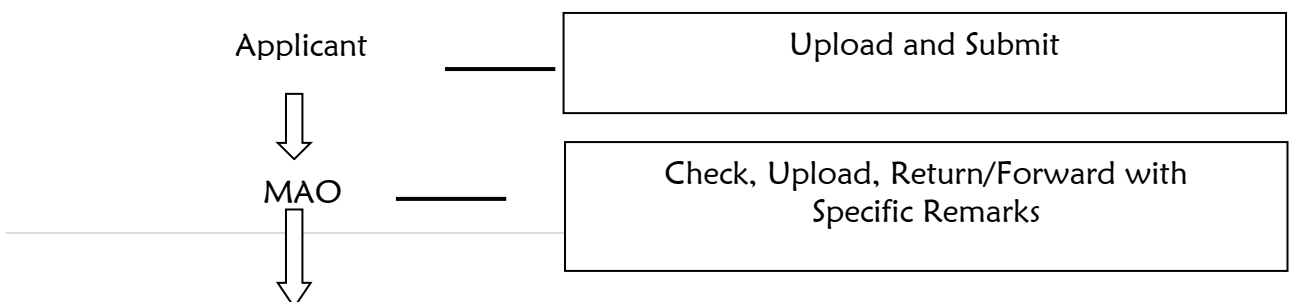 Applicant
Upload and Submit
MAO
Check, Upload, Return/Forward with
Specific Remarks